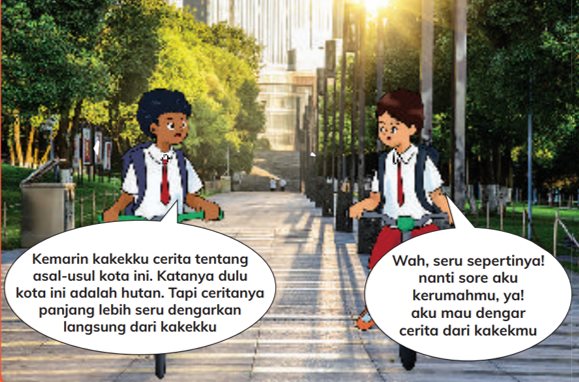 Kemarin kakekku cerita tentang
asal-usul kota ini. Katanya dulu
kota ini adalah hutan. Tapi ceritanya
panjang lebih seru dengarkan
langsung dari kakekku
Wah, seru sepertinya!
nanti sore aku
kerumahmu, ya!
aku mau dengar
cerita dari kakekmu